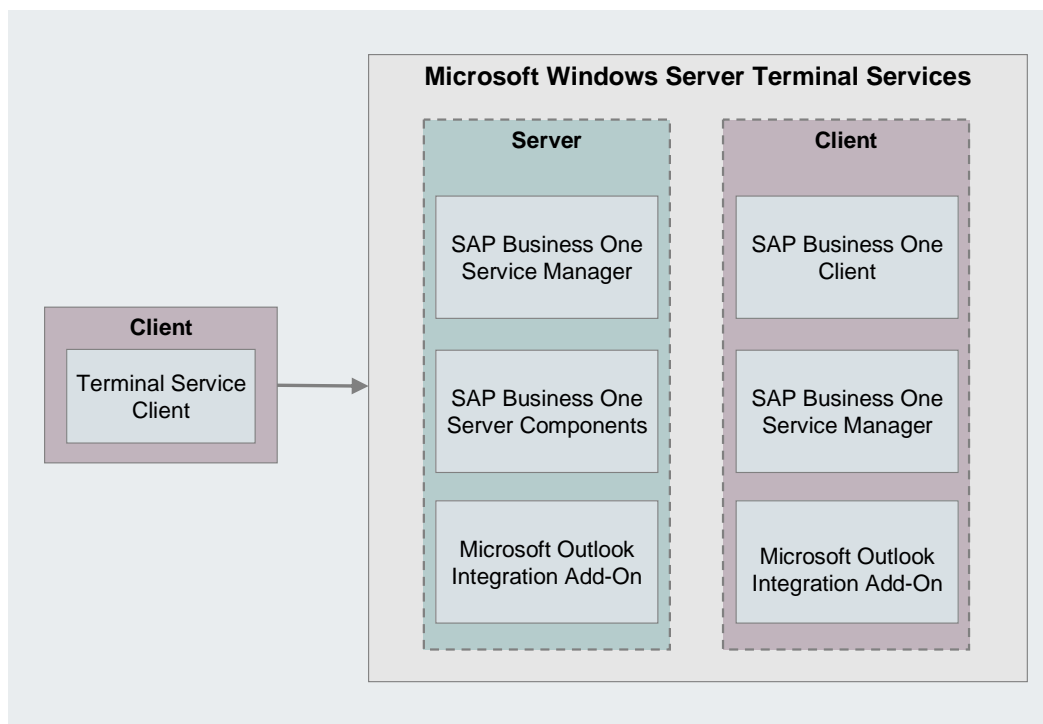 Microsoft Windows Server Terminal Services
Server
SAP Business One
Service Manager
SAP Business One
Server Components
Microsoft Outlook
Integration Add-On
Client
SAP Business One
Client
SAP Business One
Service Manager
Microsoft Outlook
Integration Add-On
Client
Terminal Service
Client